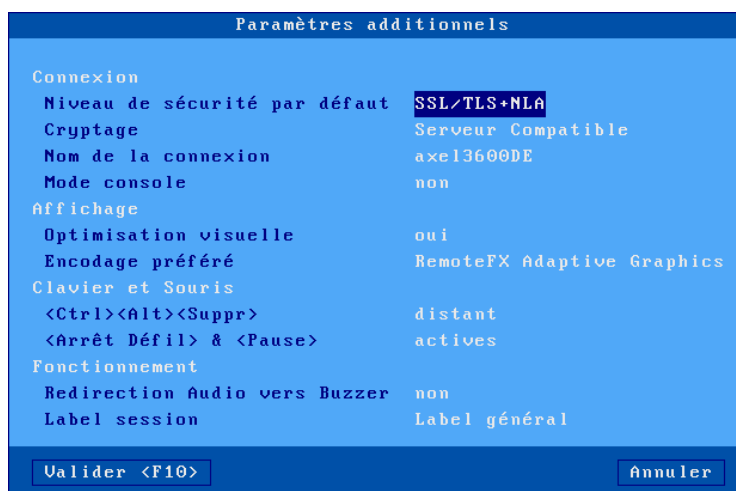 Paramètres additionnels
Connexion
Niveau de sécurité par défaut SSL/TLS+NLA
Cryptage Serveur Compatible
Nom de la connexion axel3600DE
Mode console non
Affichage
Optimisation visuelle oui
Encodage préféré RemoteFX Adaptive Graphics
Clavier et Souris
<Ctrl><Alt><Suppr> distant
<Arrêt Défil> & <Pause> actives
Fonctionnement
Redirection Audio vers Buzzer non
Label session Label général
Valider <F10> Annuler